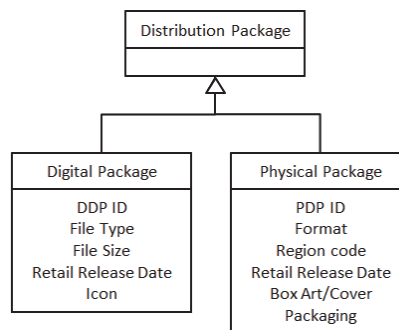 Distribution Package
Digital Package
DDP ID
File Type
File Size
Retail Release Date
Icon
Physical Package
PDP ID
Format
Region code
Retail Release Date
Box Art/Cover
Packaging